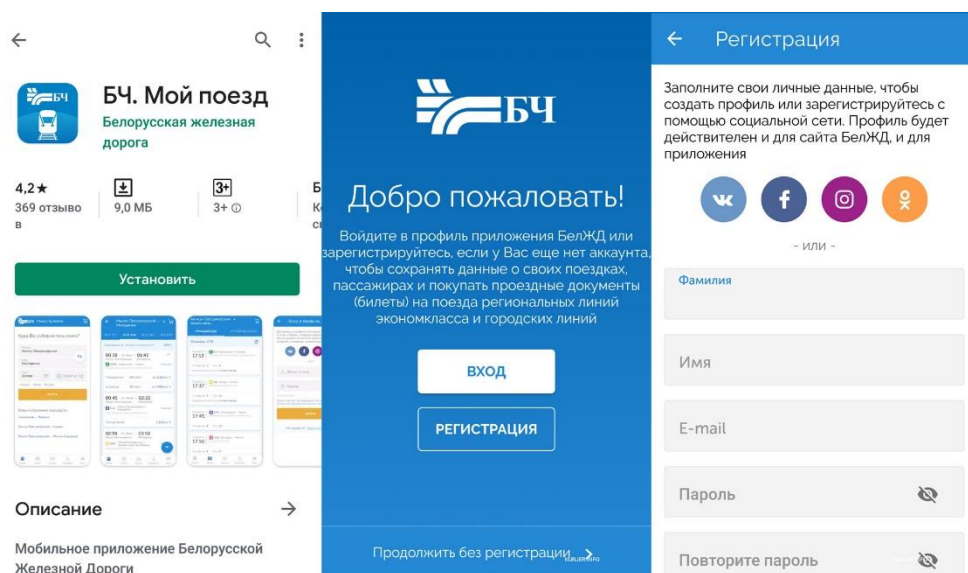 БЧ
БЧ. Мой поезд
Белорусская железная
дорога
4,2★
369 отзыво
в
9,0 МБ
3+
3+
Установить
Описание
Мобильное приложение Белорусской
Железной Дороги
БЧ
Добро пожаловать!
Войдите в профиль приложения БелЖД или
зарегистрируйтесь, если у Вас еще нет аккаунта,
чтобы сохранять данные о своих поездках,
пассажирах и покупать проездные документы
(билеты) на поезда региональных линий
экономкласса и городских линий
ВХОД
РЕГИСТРАЦИЯ
Продолжить без регистрации
Регистрация
Заполните свои личные данные, чтобы
создать профиль или зарегистрируйтесь с
помощью социальной сети. Профиль будет
действителен и для сайта БелЖД, и для
приложения
- или -
Фамилия
Имя
E-mail
Пароль
Повторите пароль